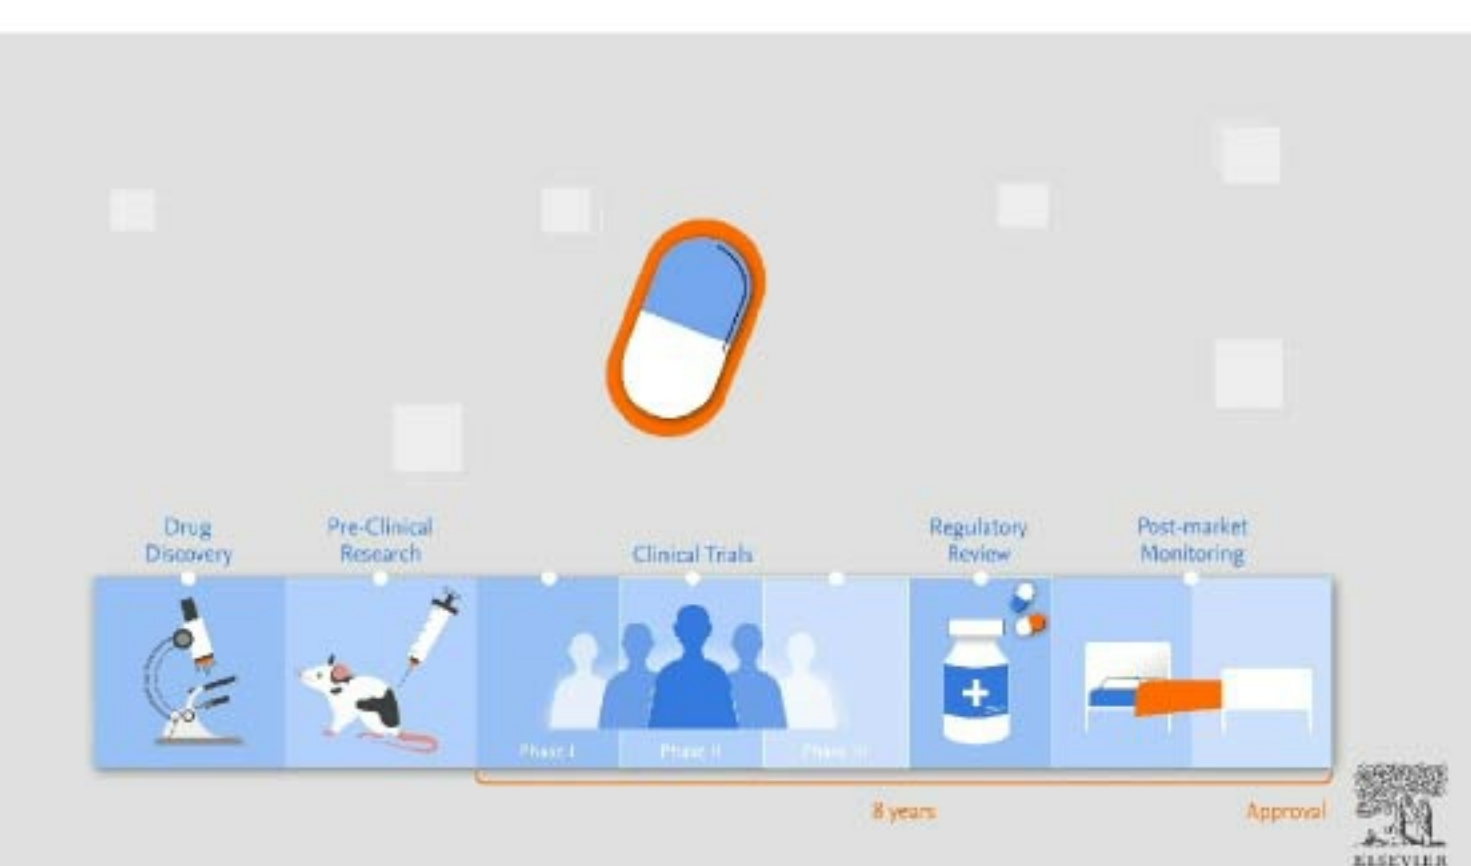 Drug
Discovery
Pre-Clinical
Research
Clinical Trials
Regulatory
Review
Post-market
Monitoring
Phase I
Phase II
Phase III
8 years
Approval
ELSEVIER